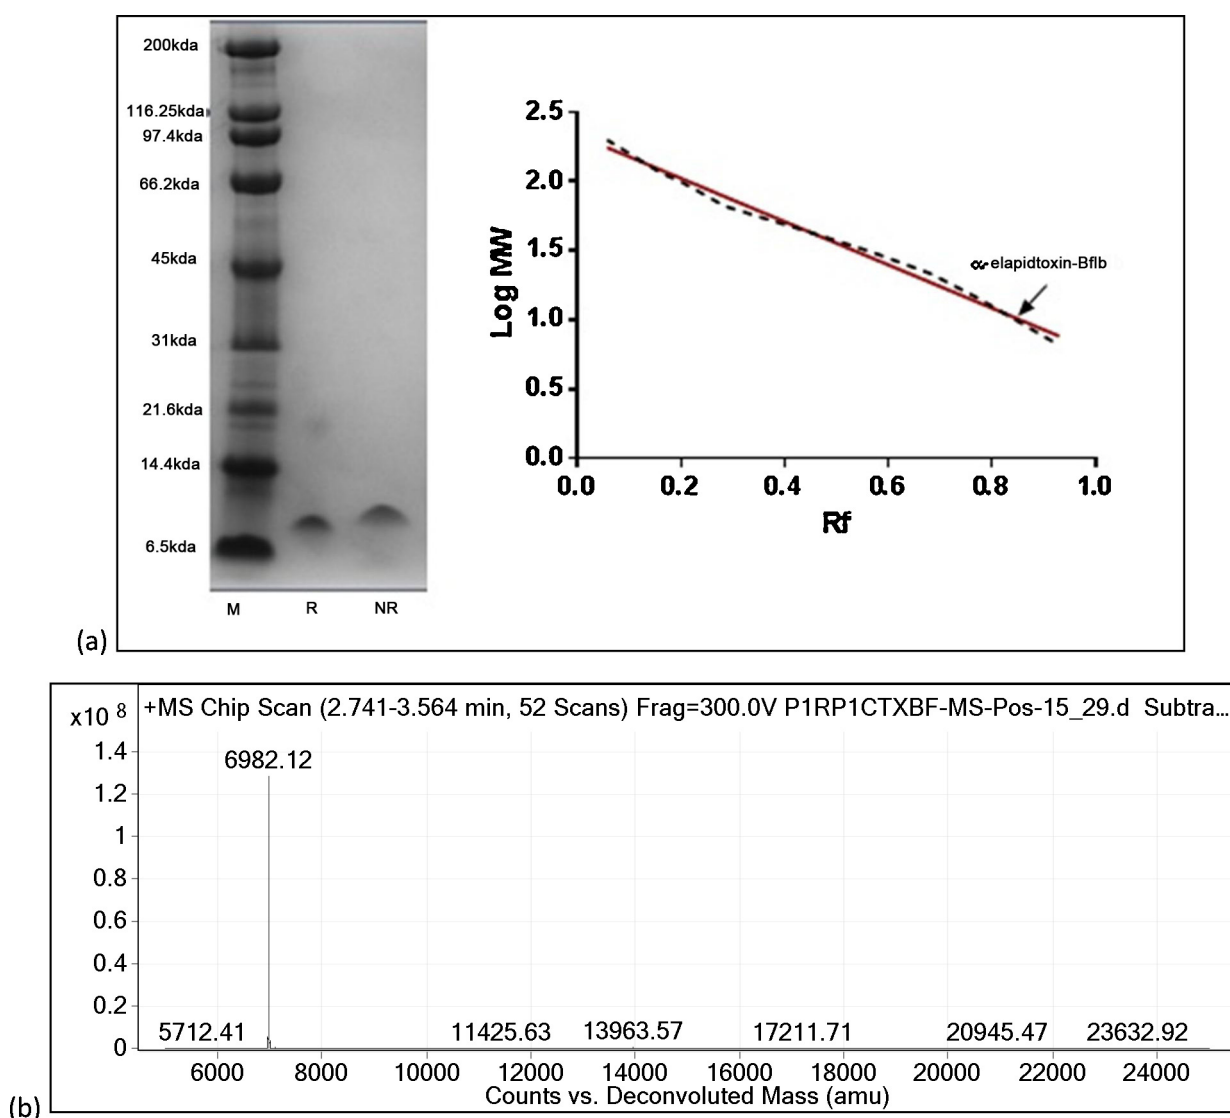 200kda
116.25kda
97.4kda
66.2kda
45kda
31kda
21.6kda
14.4kda
6.5kda
M R NR
2.5
2.0
1.5
1.0
0.5
0.0
Log MW
α-elapidtoxin-Bflb
0.0 0.2 0.4 0.6 0.8 1.0
Rf
(a)
x10 8
+MS Chip Scan (2.741-3.564 min, 52 Scans) Frag=300.0V P1RP1CTXBF-MS-Pos-15_29.d Subtra...
1.4
1.2
1
0.8
0.6
0.4
0.2
0
6982.12
5712.41 11425.63 13963.57 17211.71 20945.47 23632.92
6000 8000 10000 12000 14000 16000 18000 20000 22000 24000
Counts vs. Deconvoluted Mass (amu)
(b)